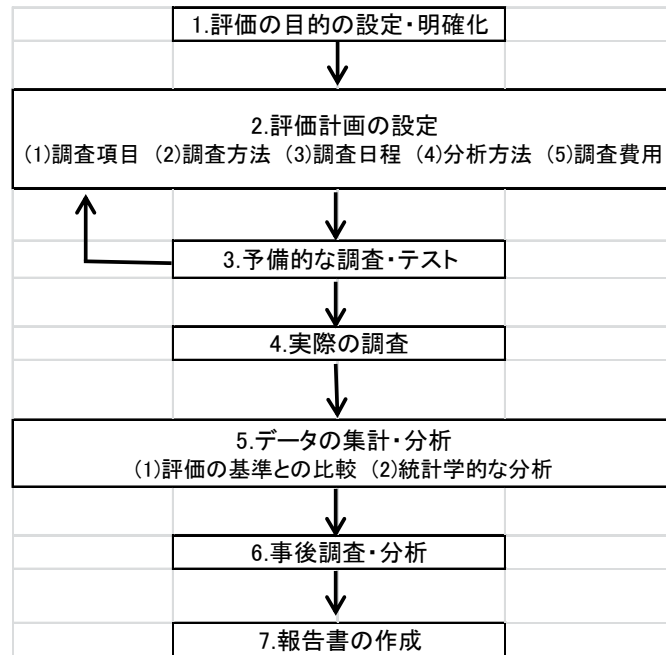 1.評価の目的の設定・明確化
2.評価計画の設定
(1)調査項目 (2)調査方法 (3)調査日程 (4)分析方法 (5)調査費用
3.予備的な調査・テスト
4.実際の調査
5.データの集計・分析
(1)評価の基準との比較 (2)統計学的な分析
6.事後調査・分析
7.報告書の作成